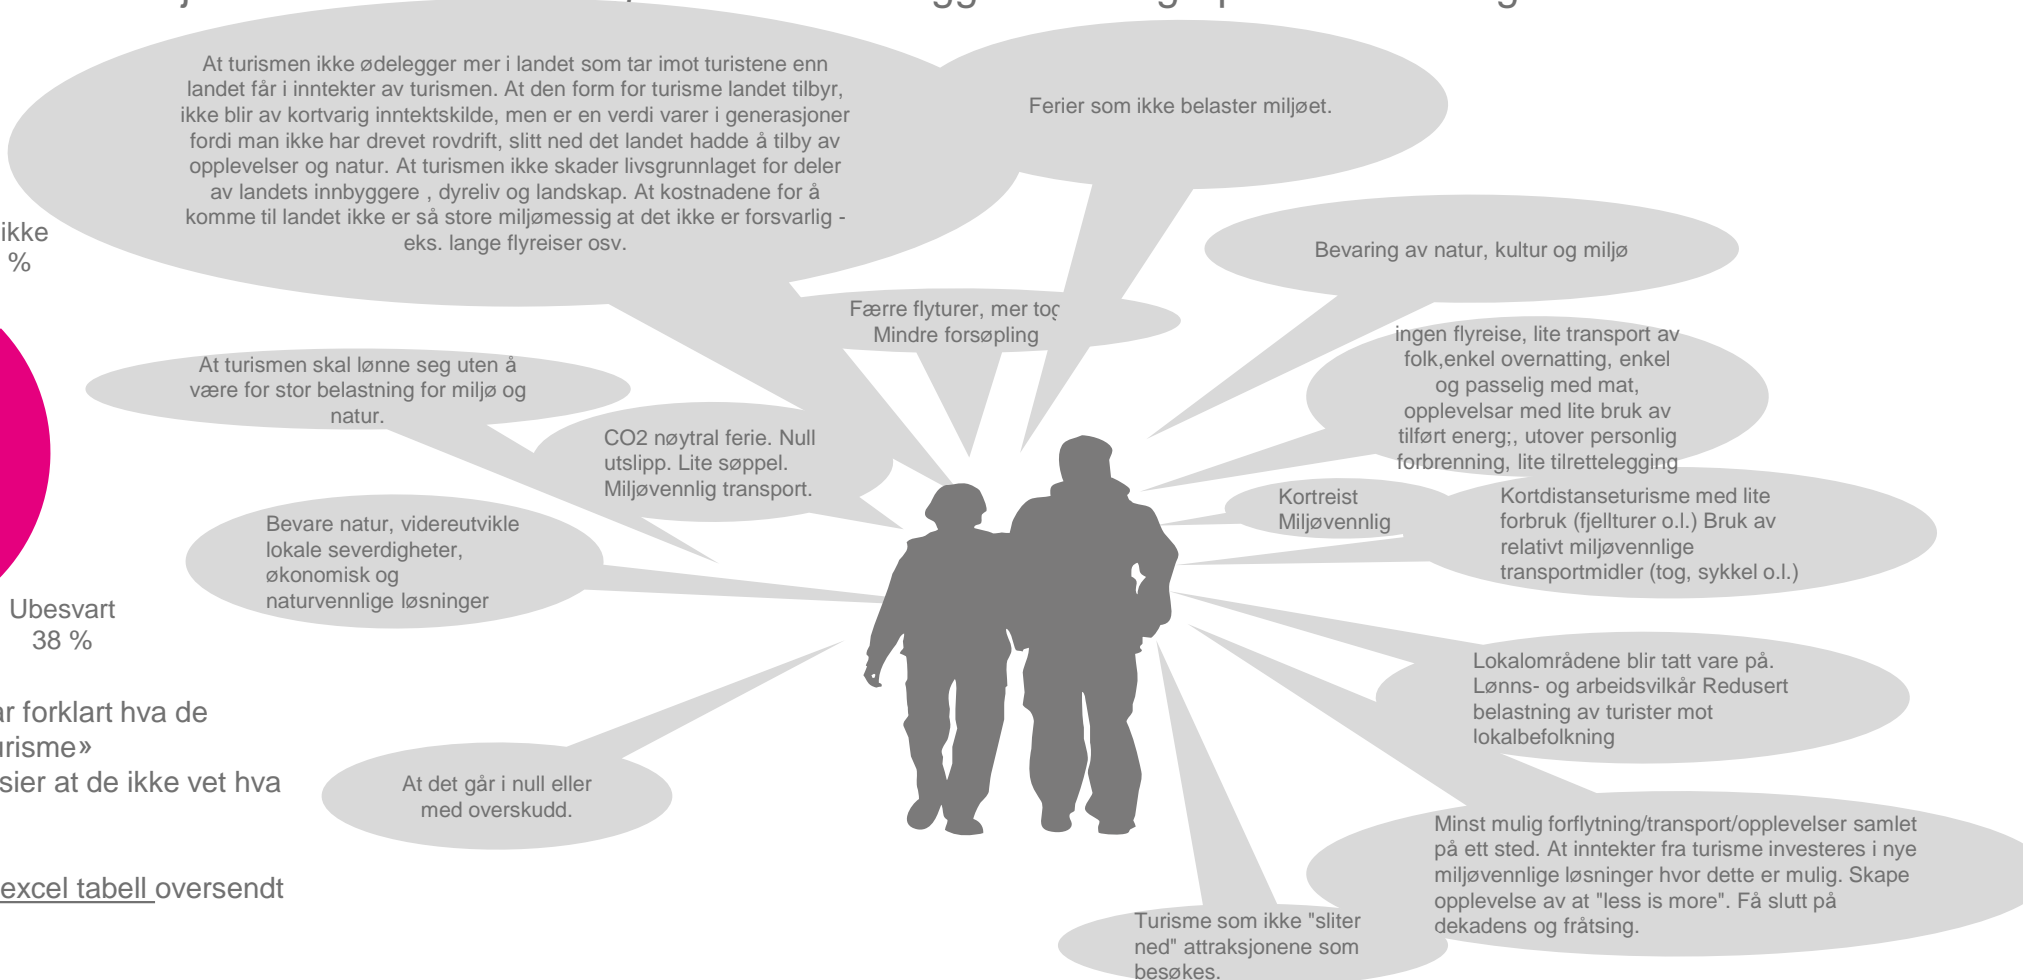 At turismen ikke ødelegger mer i landet som tar imot turistene enn
landet får i inntekter av turismen. At den form for turisme landet tilbyr,
ikke blir av kortvarig inntektskilde, men er en verdi varer i generasjoner
fordi man ikke har drevet rovdrift, slitt ned det landet hadde å tilby av
opplevelser og natur. At turismen ikke skader livsgrunnlaget for deler
av landets innbyggere , dyreliv og landskap. At kostnadene for å
komme til landet ikke er så store miljømessig at det ikke er forsvarlig -
eks. lange flyreiser osv.
Ferier som ikke belaster miljøet.
Bevaring av natur, kultur og miljø
ikke
%
Færre flyturer, mer tog
Mindre forsøpling
ingen flyreise, lite transport av
folk,enkel overnatting, enkel
og passelig med mat,
opplevelsar med lite bruk av
tilført energ;, utover personlig
forbrenning, lite tilrettelegging
At turismen skal lønne seg uten å
være for stor belastning for miljø og
natur.
CO2 nøytral ferie. Null
utslipp. Lite søppel.
Miljøvennlig transport.
Kortreist
Miljøvennlig
Kortdistanseturisme med lite
forbruk (fjellturer o.l.) Bruk av
relativt miljøvennlige
transportmidler (tog, sykkel o.l.)
Bevare natur, videreutvikle
lokale severdigheter,
økonomisk og
naturvennlige løsninger
Ubesvart
38 %
Lokalområdene blir tatt vare på.
Lønns- og arbeidsvilkår Redusert
belastning av turister mot
lokalbefolkning
forklart hva de
sier at de ikke vet hva
At det går i null eller
med overskudd.
Minst mulig forflytning/transport/opplevelser samlet
på ett sted. At inntekter fra turisme investeres i nye
miljøvennlige løsninger hvor dette er mulig. Skape
opplevelse av at "less is more". Få slutt på
dekadens og fråtsing.
excel tabell oversendt
Turisme som ikke "sliter
ned" attraksjonene som
besøkes.